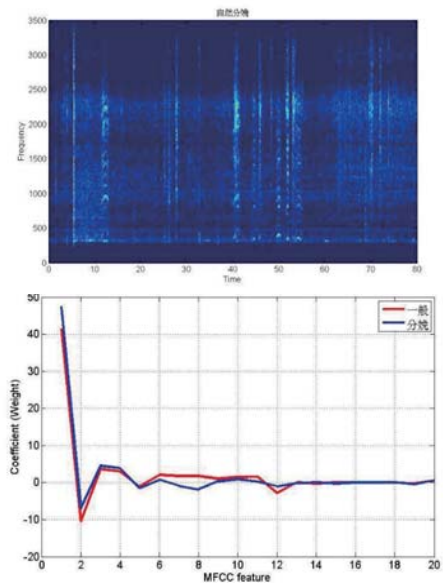 自然分娩
3500
3000
2500
2000
1500
1000
500
0
Frequency
0 10 20 30 40 50 60 70 80
Time
50
40
30
20
10
0
-10
-20
Coefficient (Weight)
一般
分娩
0 2 4 6 8 10 12 14 16 18 20
MFCC feature